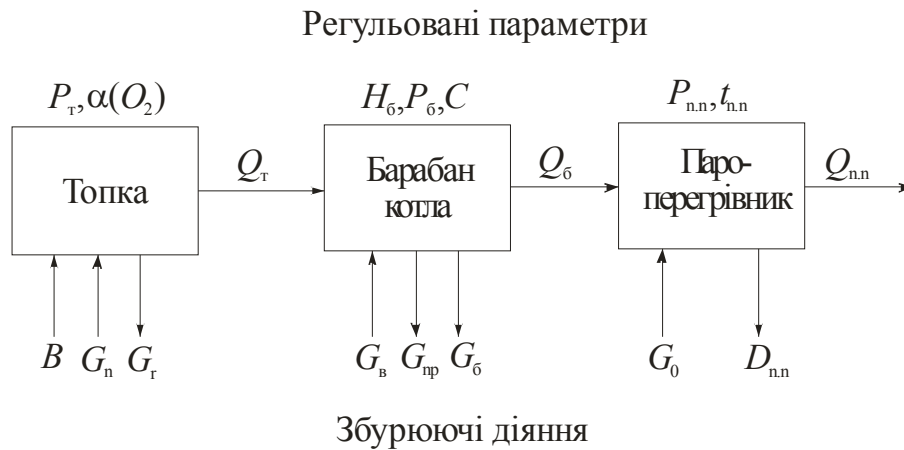 Регульовані параметри
Pт, α(O2)
Hб, Pб, C
Pп.п, tп.п
Топка
Qт
Барабан
котла
Qб
Паро-
перегрівник
Qп.п
B Gп Gг
Gв Gпр Gб
G0 Dп.п
Збурюючі діяння